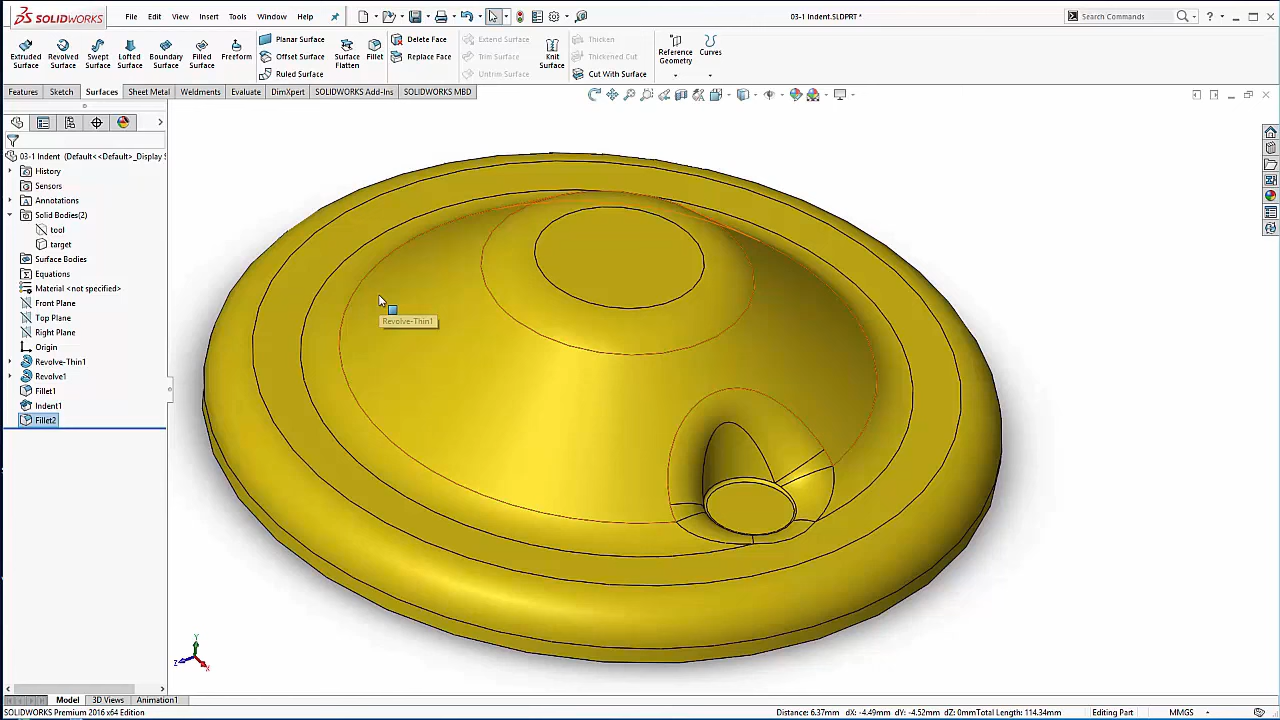 SOLIDWORKS File Edit View Insert Tools Window Help 03-1 Indent.SLDPRT * Search Commands ?
Extruded Surface
Revolved Surface
Swept Surface
Lofted Surface
Boundary Surface
Filled Surface
Freeform
Planar Surface
Offset Surface
Ruled Surface
Surface Flatten
Fillet
Delete Face
Replace Face
Extend Surface
Trim Surface
Untrim Surface
Knit Surface
Thicken
Thickened Cut
Cut With Surface
Reference Geometry
Curves
Features Sketch Surfaces Sheet Metal Weldments Evaluate DimXpert SOLIDWORKS Add-Ins SOLIDWORKS MBD
03-1 Indent (Default<<Default>_Display S
History
Sensors
Annotations
Solid Bodies(2)
tool
target
Surface Bodies
Equations
Material <not specified>
Front Plane
Top Plane
Right Plane
Origin
Revolve-Thin1
Revolve1
Fillet1
Indent1
Fillet2
Revolve-Thin1
Y
Z
X
Model 3D Views Animation1
SOLIDWORKS Premium 2016 x64 Edition Distance: 6.37mm dX: -4.49mm dY: -4.52mm dZ: 0mmTotal Length: 114.34mm Editing Part MMGS